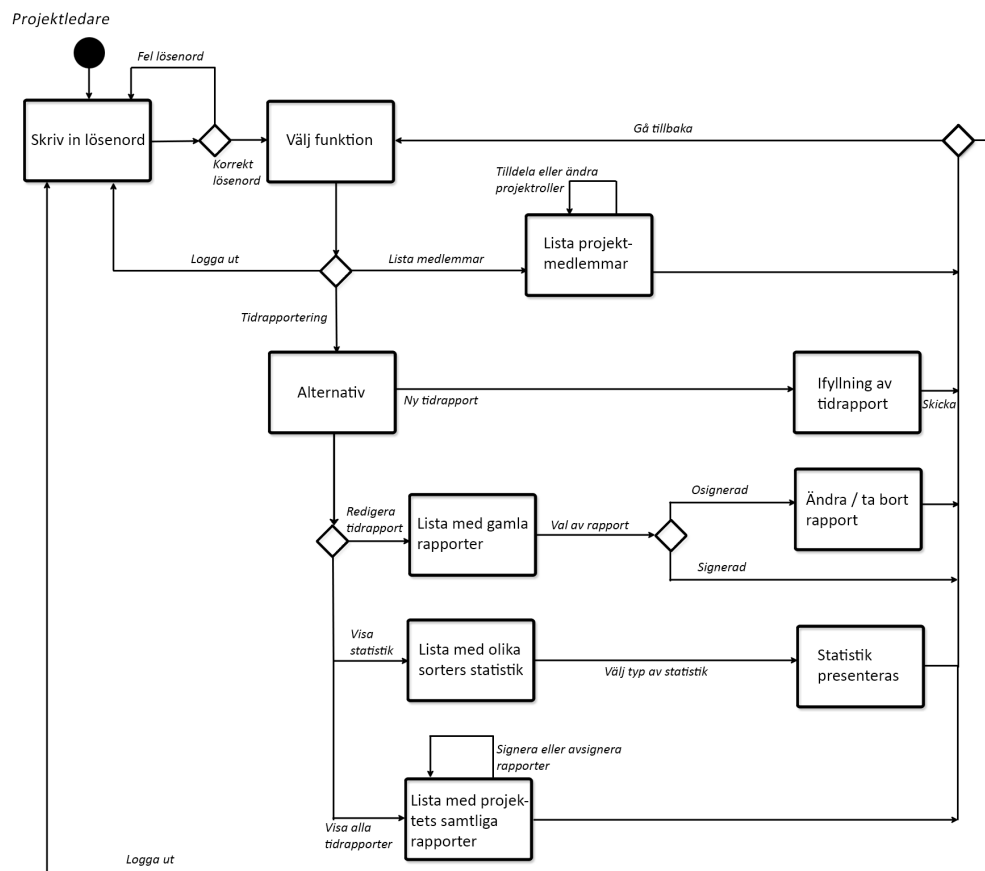 Projektledare
Fel lösenord
Skriv in lösenord
Korrekt
lösenord
Välj funktion
Gå tillbaka
Tilldela eller ändra
projektroller
Lista projekt-
medlemmar
Logga ut
Lista medlemmar
Tidrapportering
Alternativ
Ny tidrapport
Ifyllning av
tidrapport
Skicka
Redigera
tidrapport
Lista med gamla
rapporter
Val av rapport
Osignerad
Ändra / ta bort
rapport
Signerad
Visa
statistik
Lista med olika
sorters statistik
Välj typ av statistik
Statistik
presenteras
Signera eller avsignera
rapporter
Visa alla
tidrapporter
Lista med projek-
tets samtliga
rapporter
Logga ut